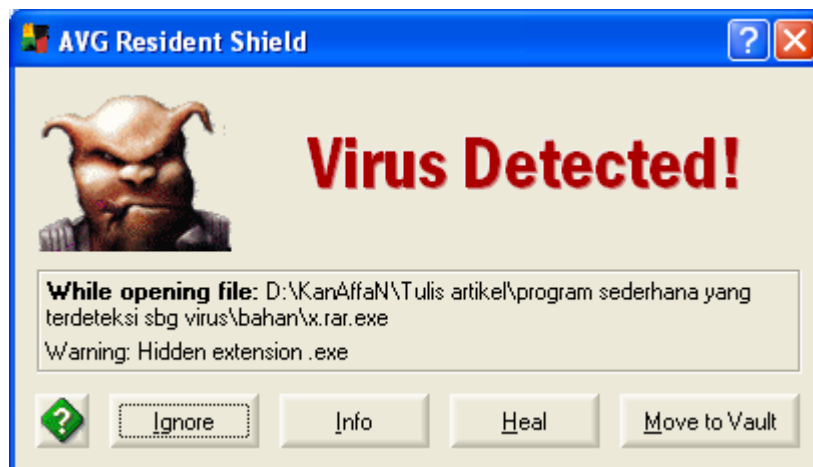 AVG Resident Shield
Virus Detected!
While opening file: D:\KanAffaN\Tulis artikel\program sederhana yang
terdeteksi sbg virus\bahan\x.rar.exe
Warning: Hidden extension .exe
Ignore Info Heal Move to Vault